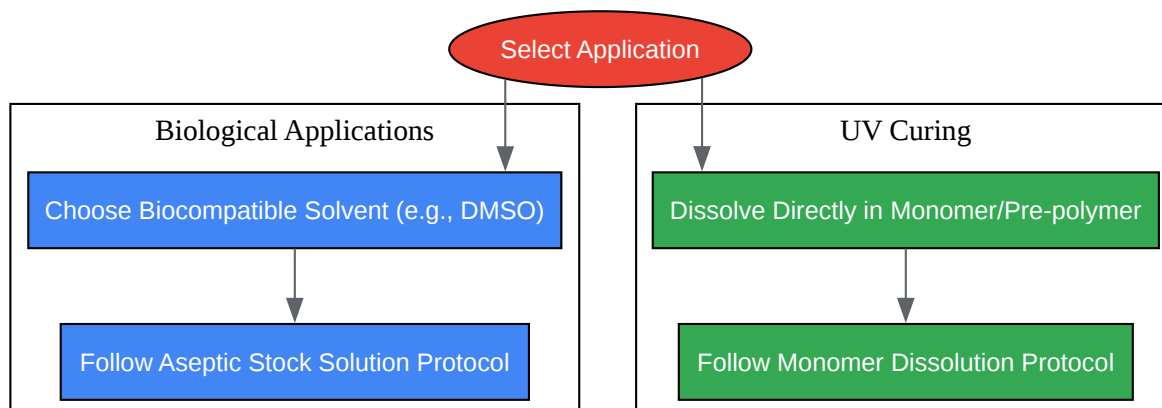 Select Application
Biological Applications
Choose Biocompatible Solvent (e.g., DMSO)
Follow Aseptic Stock Solution Protocol
UV Curing
Dissolve Directly in Monomer/Pre-polymer
Follow Monomer Dissolution Protocol